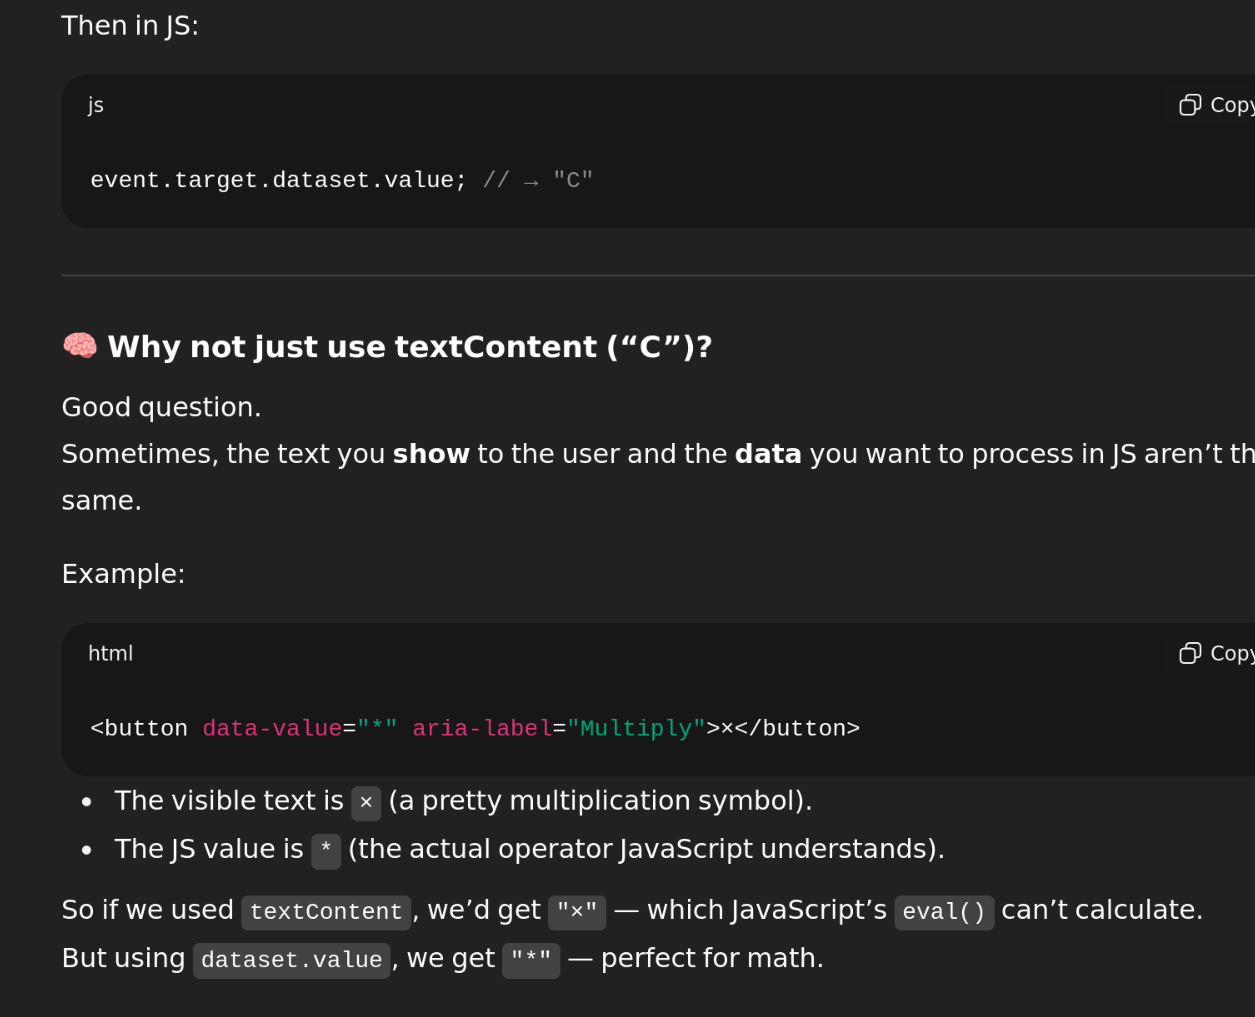 Then in JS:
js
Copy
event.target.dataset.value; // → "C"
🧠 Why not just use textContent (“C”)?
Good question.
Sometimes, the text you show to the user and the data you want to process in JS aren’t th
same.
Example:
html
Copy
<button data-value="*" aria-label="Multiply">×</button>
• The visible text is × (a pretty multiplication symbol).
• The JS value is * (the actual operator JavaScript understands).
So if we used textContent, we’d get "×" — which JavaScript’s eval() can’t calculate.
But using dataset.value, we get "*" — perfect for math.